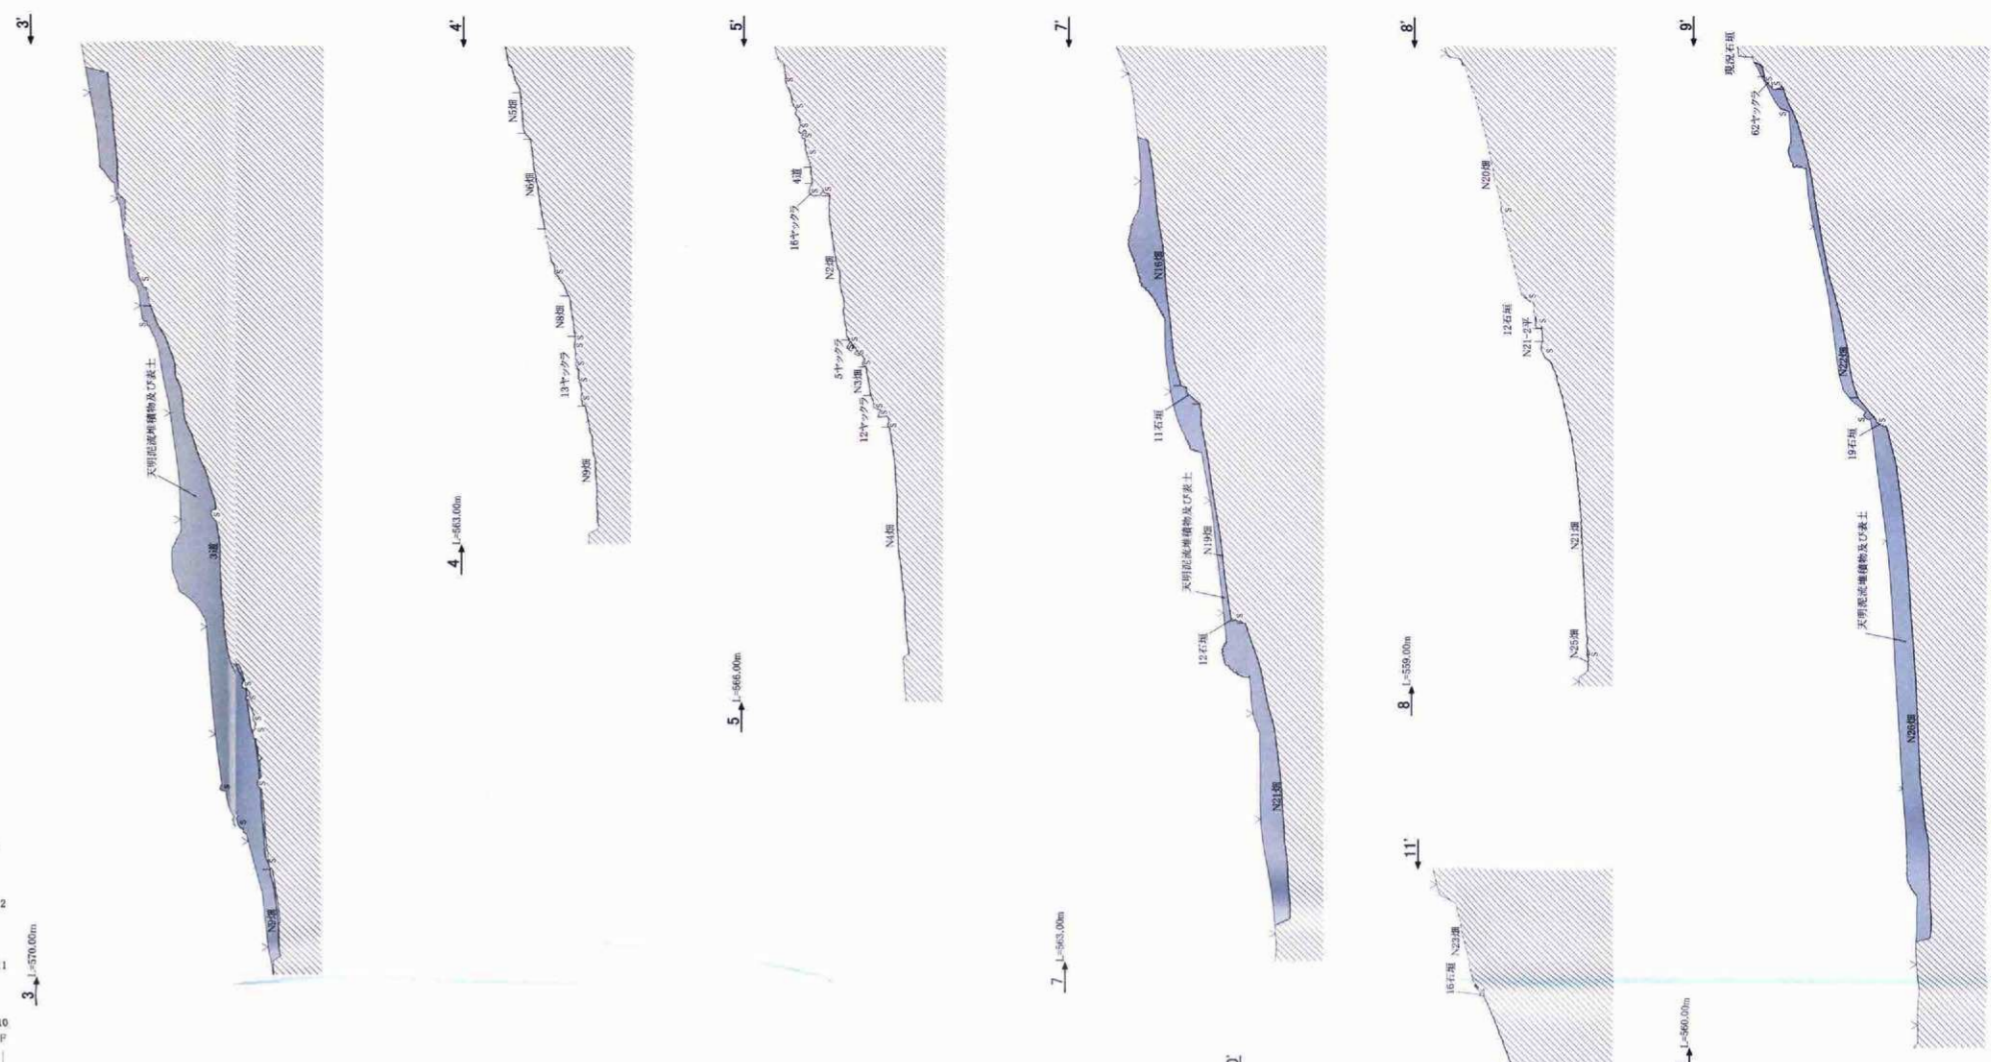 3'
天明泥流堆積物及び表土
3道
N9畑
3
L=570.00m
4'
N5畑
N6畑
N8畑
13ヤックラ
N9畑
4
L=563.00m
5'
4道
16ヤックラ
N2畑
5ヤックラ
N3畑
12ヤックラ
N4畑
5
L=566.00m
7'
N16畑
11石垣
天明泥流堆積物及び表土
N19畑
12石垣
N21畑
7
L=563.00m
8'
N20畑
12石垣
N21-2平
N21畑
N25畑
8
L=559.00m
11'
N23畑
16石垣
9'
現況石垣
62ヤックラ
N22畑
19石垣
天明泥流堆積物及び表土
N26畑
L=560.00m